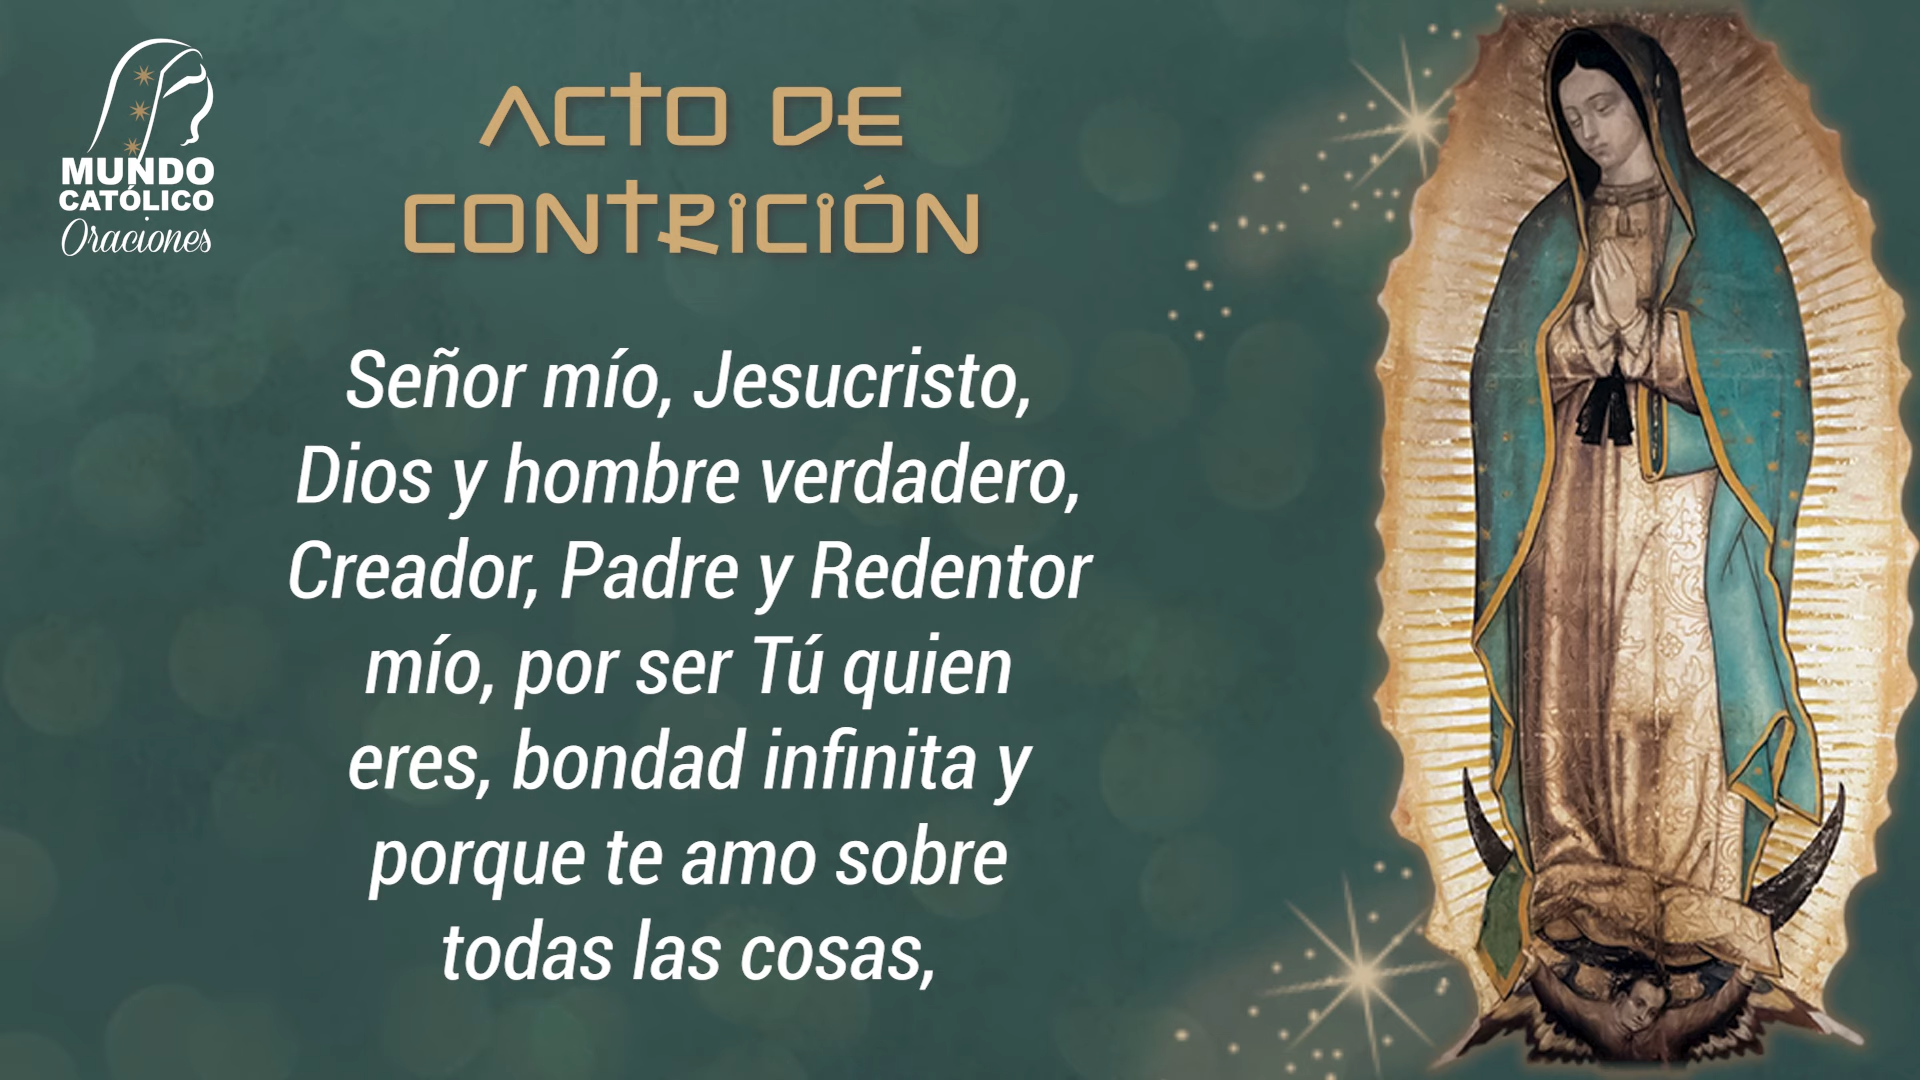 MUNDO
CATÓLICO
Oraciones
ACTO DE
CONTRICIÓN
Señor mío, Jesucristo,
Dios y hombre verdadero,
Creador, Padre y Redentor
mío, por ser Tú quien
eres, bondad infinita y
porque te amo sobre
todas las cosas,